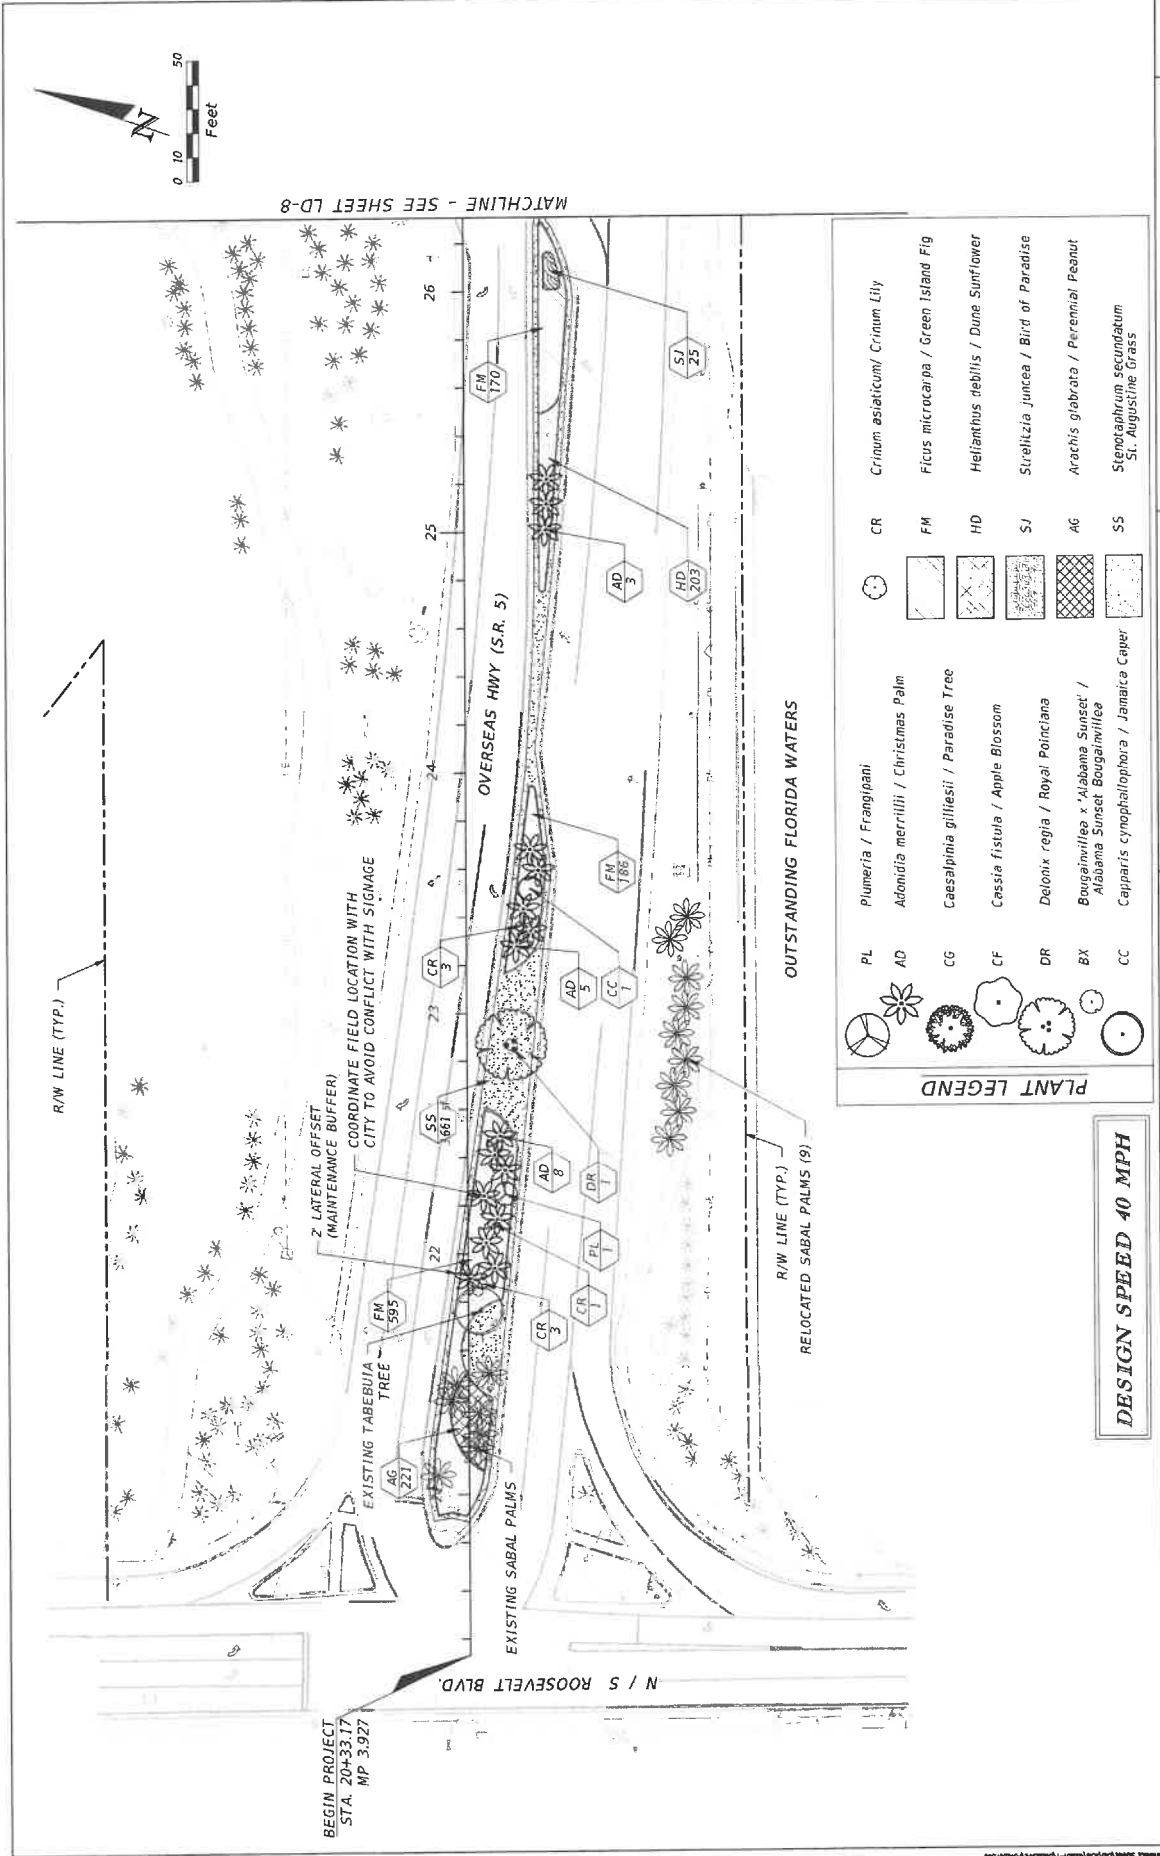 BEGIN PROJECT
STA. 20+33.17
MP 3.927
N / S ROOSEVELT BLVD.
R/W LINE (TYP.)
2' LATERAL OFFSET
(MAINTENANCE BUFFER)
COORDINATE FIELD LOCATION WITH
CITY TO AVOID CONFLICT WITH SIGNAGE
EXISTING TABEBUIA
TREE
EXISTING SABAL PALMS
AG
221
FM
595
SS
CR
3
FM
170
22
23
24
25
26
OVERSEAS HWY (S.R. 5)
CR
3
CR
1
PL
1
AD
8
DR
1
AD
5
CC
1
FM
186
AD
3
HD
203
SJ
25
MATCHLINE - SEE SHEET LD-8
N
0 10 50
Feet
R/W LINE (TYP.)
RELOCATED SABAL PALMS (9)
OUTSTANDING FLORIDA WATERS
DESIGN SPEED 40 MPH
PLANT LEGEND
PL Plumeria / Frangipani
AD Adonidia merrillii / Christmas Palm
CG Caesalpinia gilliesii / Paradise Tree
CF Cassia fistula / Apple Blossom
DR Delonix regia / Royal Poinciana
BX Bougainvillea x 'Alabama Sunset' /
Alabama Sunset Bougainvillea
CC Capparis cynophallophora / Jamaica Caper
CR Crinum asiaticum/ Crinum Lily
FM Ficus microcarpa / Green Island Fig
HD Helianthus debilis / Dune Sunflower
SJ Strelitzia juncea / Bird of Paradise
AG Arachis glabrata / Perennial Peanut
SS Stenotaphrum secundatum
St. Augustine Grass